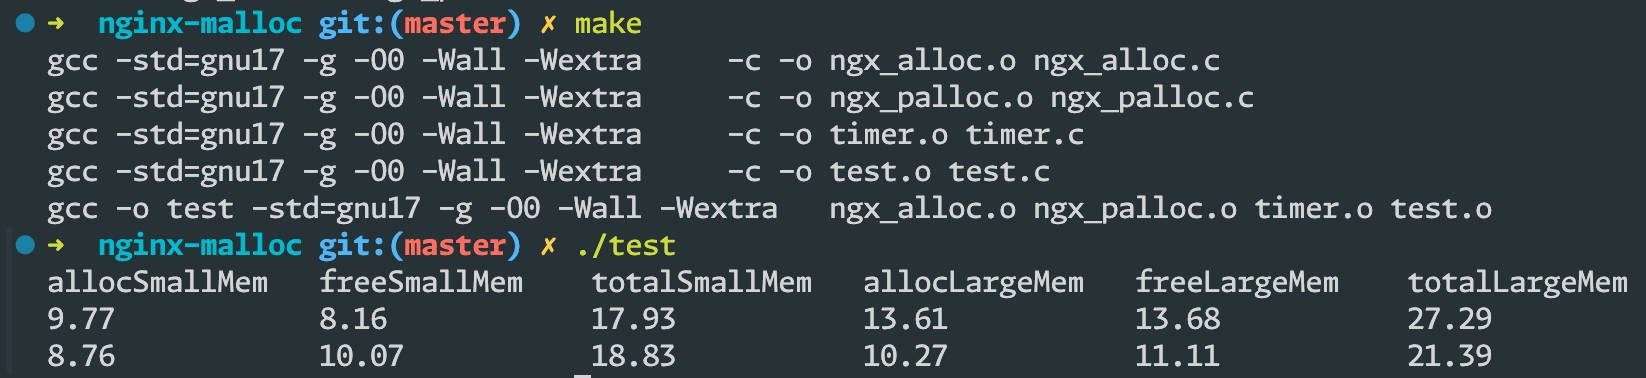 ➜ nginx-malloc git:(master) ✗ make
gcc -std=gnu17 -g -O0 -Wall -Wextra -c -o ngx_alloc.o ngx_alloc.c
gcc -std=gnu17 -g -O0 -Wall -Wextra -c -o ngx_palloc.o ngx_palloc.c
gcc -std=gnu17 -g -O0 -Wall -Wextra -c -o timer.o timer.c
gcc -std=gnu17 -g -O0 -Wall -Wextra -c -o test.o test.c
gcc -o test -std=gnu17 -g -O0 -Wall -Wextra ngx_alloc.o ngx_palloc.o timer.o test.o
➜ nginx-malloc git:(master) ✗ ./test
allocSmallMem freeSmallMem totalSmallMem allocLargeMem freeLargeMem totalLargeMem
9.77 8.16 17.93 13.61 13.68 27.29
8.76 10.07 18.83 10.27 11.11 21.39